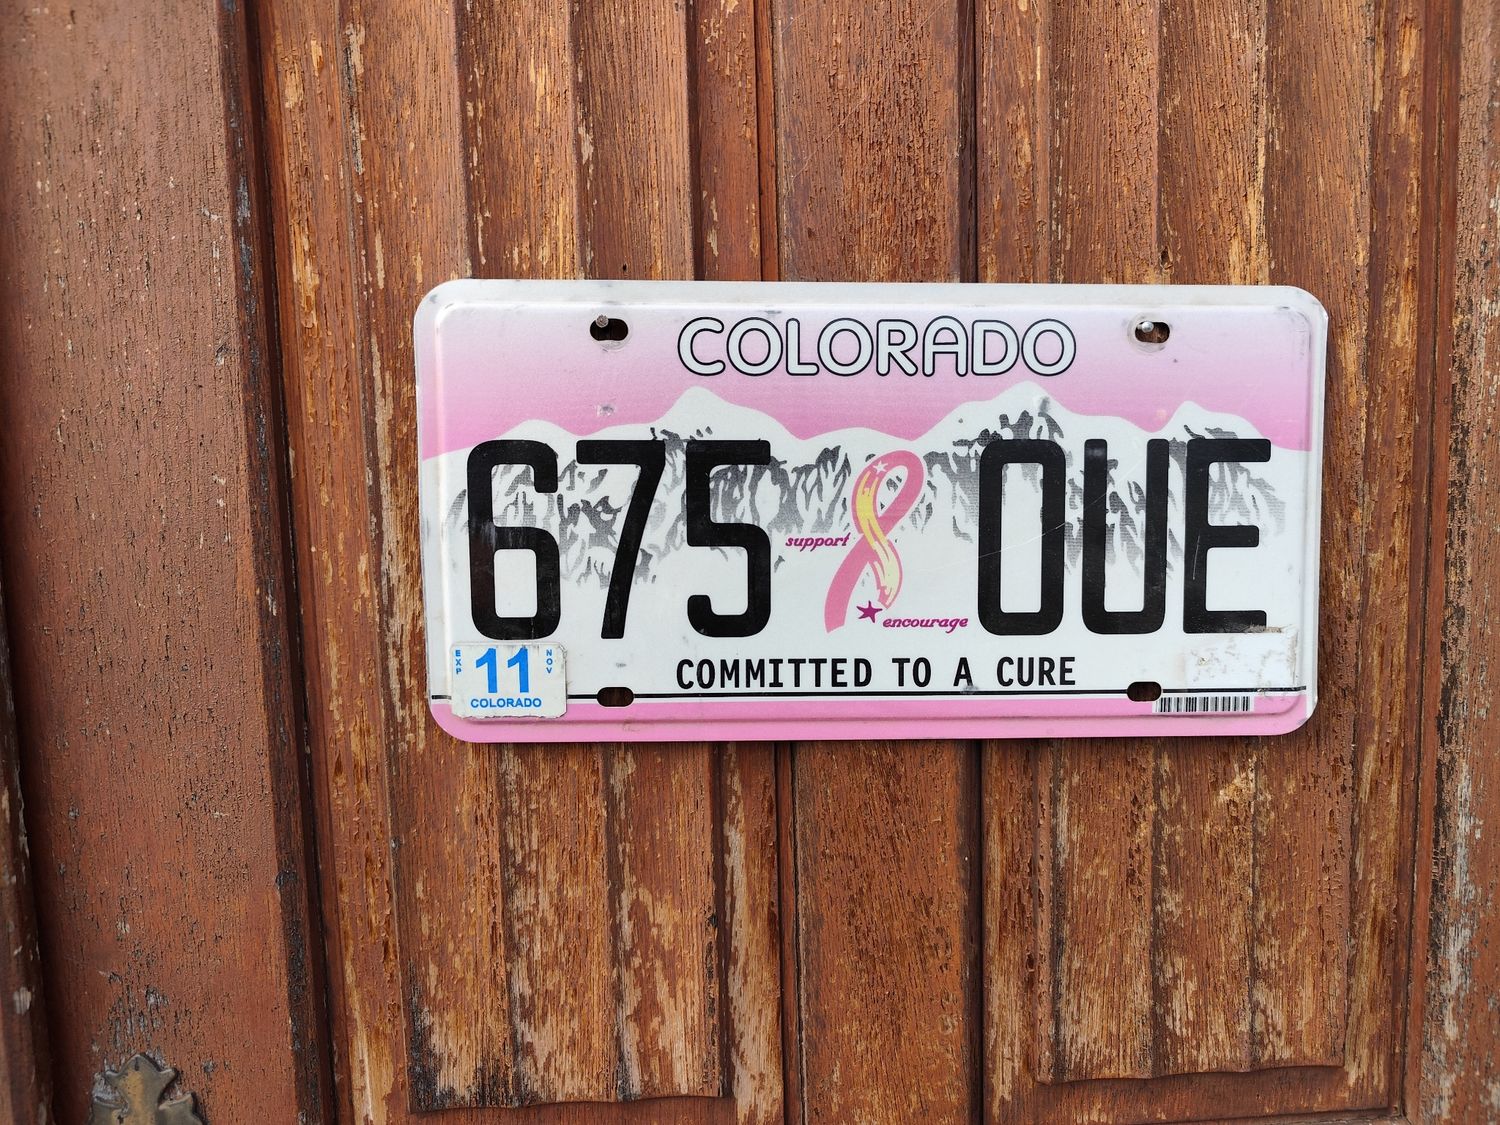 COLORADO
675 OUE
support
encourage
COMMITTED TO A CURE
EXP 11 NOV
COLORADO